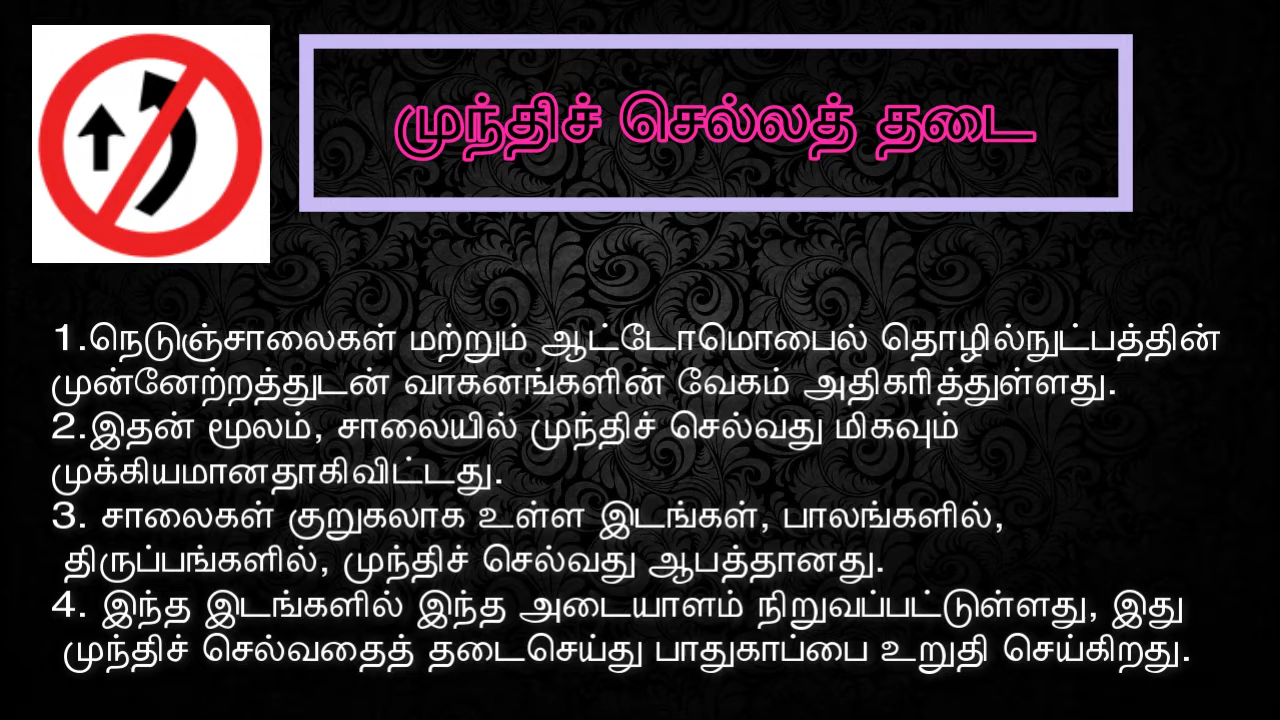 முந்திச் செல்லத் தடை
1.நெடுஞ்சாலைகள் மற்றும் ஆட்டோமொபைல் தொழில்நுட்பத்தின்
முன்னேற்றத்துடன் வாகனங்களின் வேகம் அதிகரித்துள்ளது.
2.இதன் மூலம், சாலையில் முந்திச் செல்வது மிகவும்
முக்கியமானதாகிவிட்டது.
3. சாலைகள் குறுகலாக உள்ள இடங்கள், பாலங்களில்,
திருப்பங்களில், முந்திச் செல்வது ஆபத்தானது.
4. இந்த இடங்களில் இந்த அடையாளம் நிறுவப்பட்டுள்ளது, இது
முந்திச் செல்வதைத் தடைசெய்து பாதுகாப்பை உறுதி செய்கிறது.